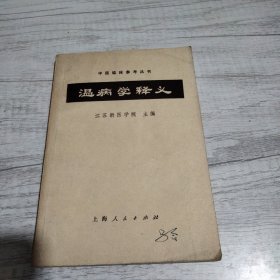 中医临床参考丛书
温病学释义
江苏新医学院 主编
上海人民出版社